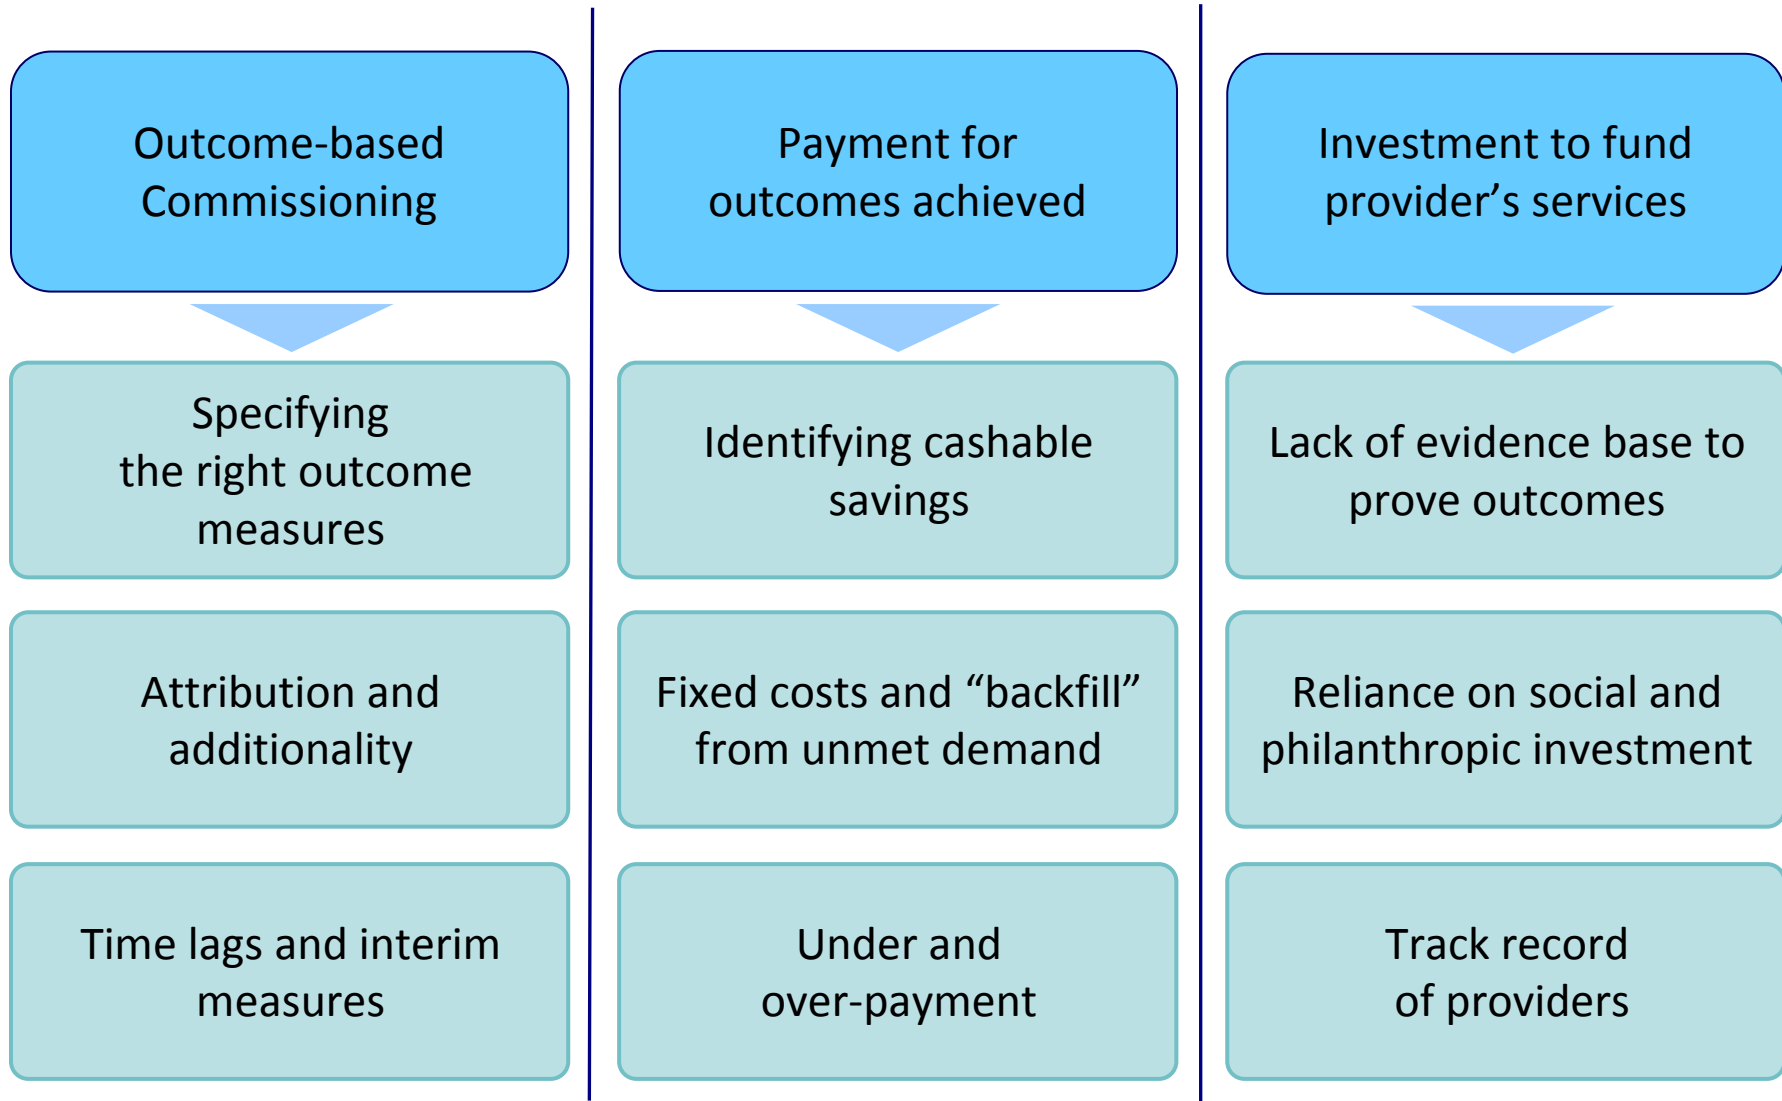 Outcome-based
Commissioning
Specifying
the right outcome
measures
Attribution and
additionality
Time lags and interim
measures
Payment for
outcomes achieved
Identifying cashable
savings
Fixed costs and “backfill”
from unmet demand
Under and
over-payment
Investment to fund
provider’s services
Lack of evidence base to
prove outcomes
Reliance on social and
philanthropic investment
Track record
of providers